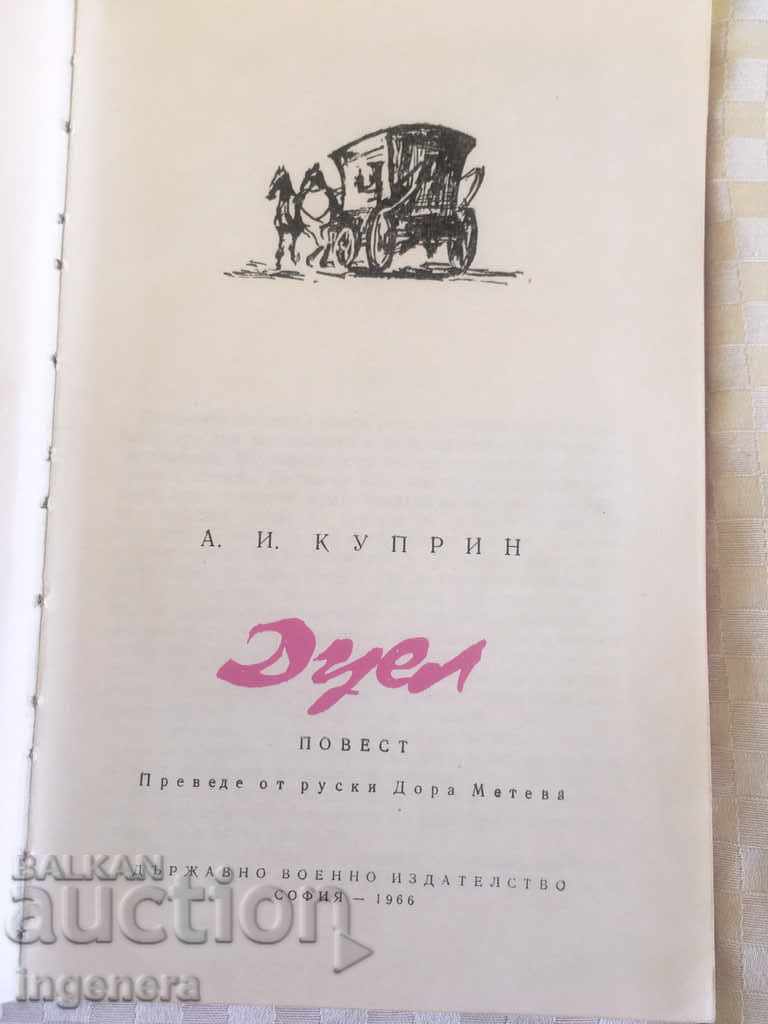 А. И. КУПРИН
Дуел
ПОВЕСТ
Преведе от руски Дора Метева
ДЪРЖАВНО ВОЕННО ИЗДАТЕЛСТВО
СОФИЯ — 1966
BALKAN
auction
ingenera